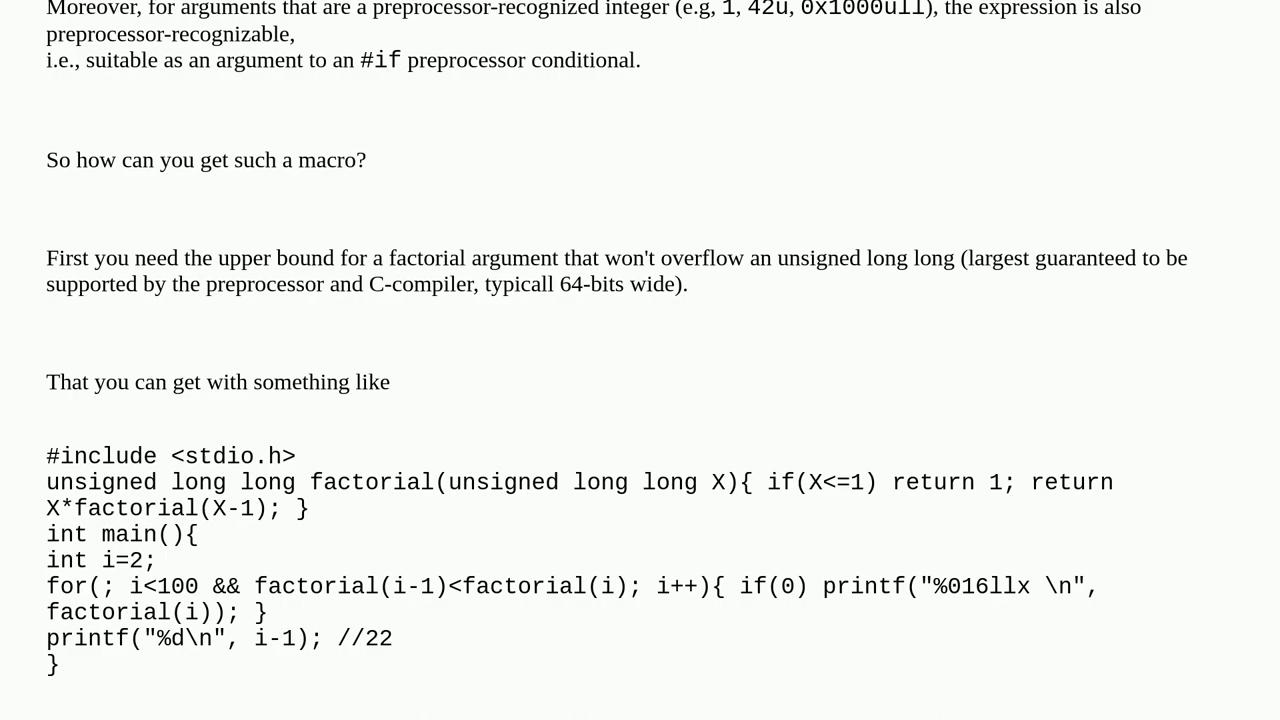 Moreover, for arguments that are a preprocessor-recognized integer (e.g, 1, 42u, 0x1000ull), the expression is also
preprocessor-recognizable,
i.e., suitable as an argument to an #if preprocessor conditional.
So how can you get such a macro?
First you need the upper bound for a factorial argument that won't overflow an unsigned long long (largest guaranteed to be
supported by the preprocessor and C-compiler, typicall 64-bits wide).
That you can get with something like
#include <stdio.h>
unsigned long long factorial(unsigned long long X){ if(X<=1) return 1; return
X*factorial(X-1); }
int main(){
int i=2;
for(; i<100 && factorial(i-1)<factorial(i); i++){ if(0) printf("%016llx \n",
factorial(i)); }
printf("%d\n", i-1); //22
}